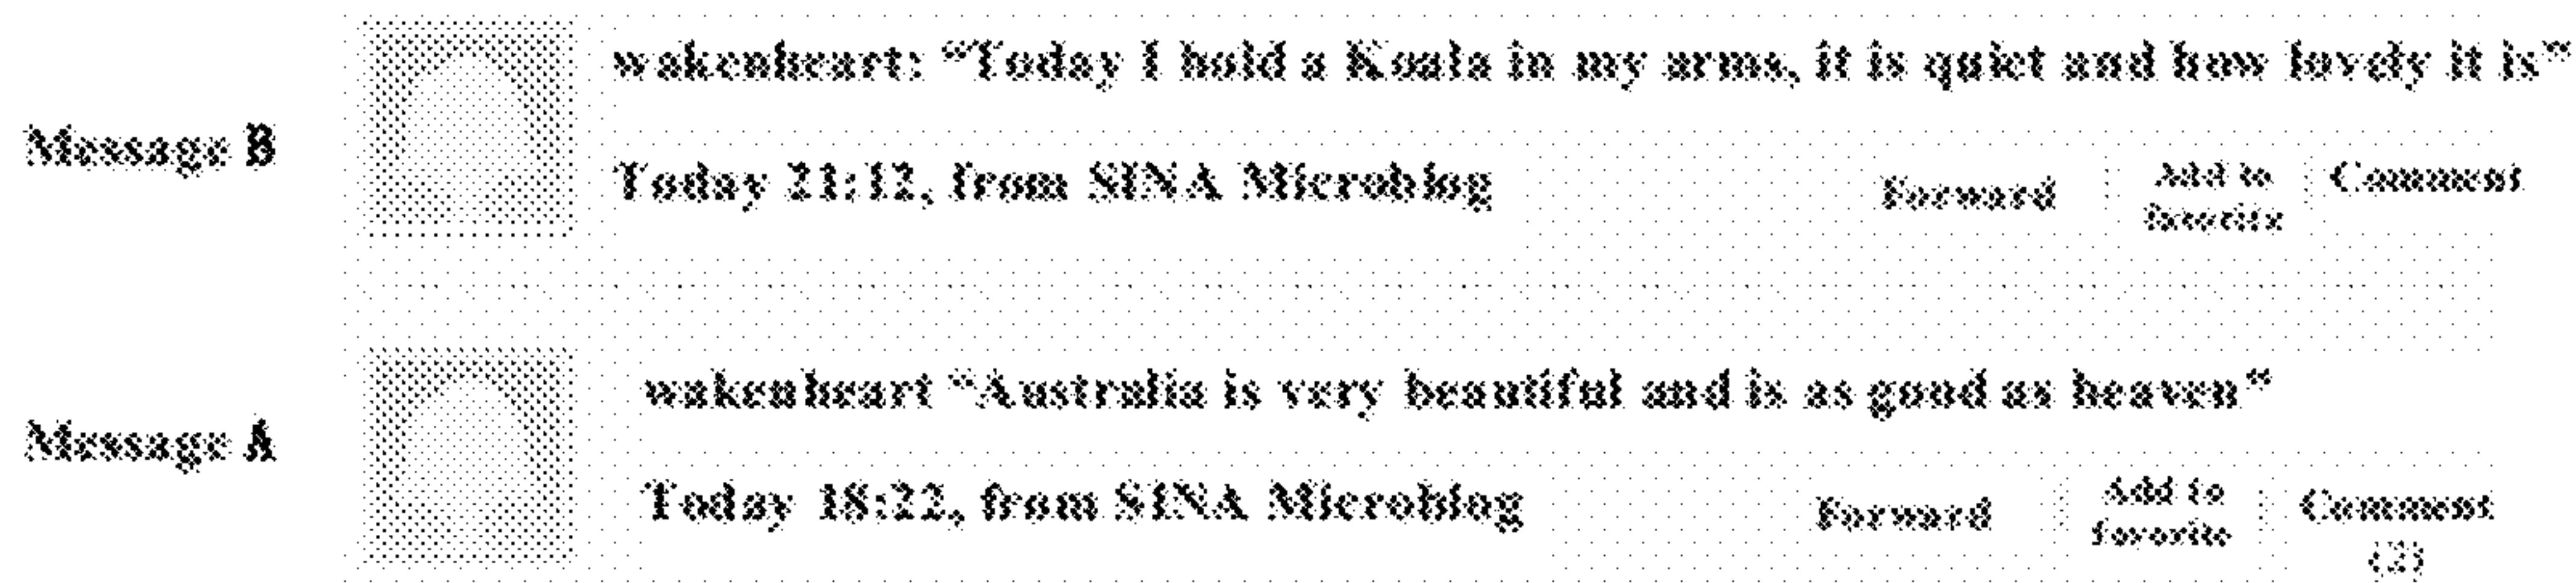 wakenheart: “Today I hold a Koala in my arms, it is quiet and how lovely it is”
Message B
Today 21:12, from SINA Microblog
Forward
Add to
favorite
Comment
wakenheart “Australia is very beautiful and is as good as heaven“
Message A
Today 18:22, from SINA Microblog
Forward
Add to
favorite
Comment
(2)